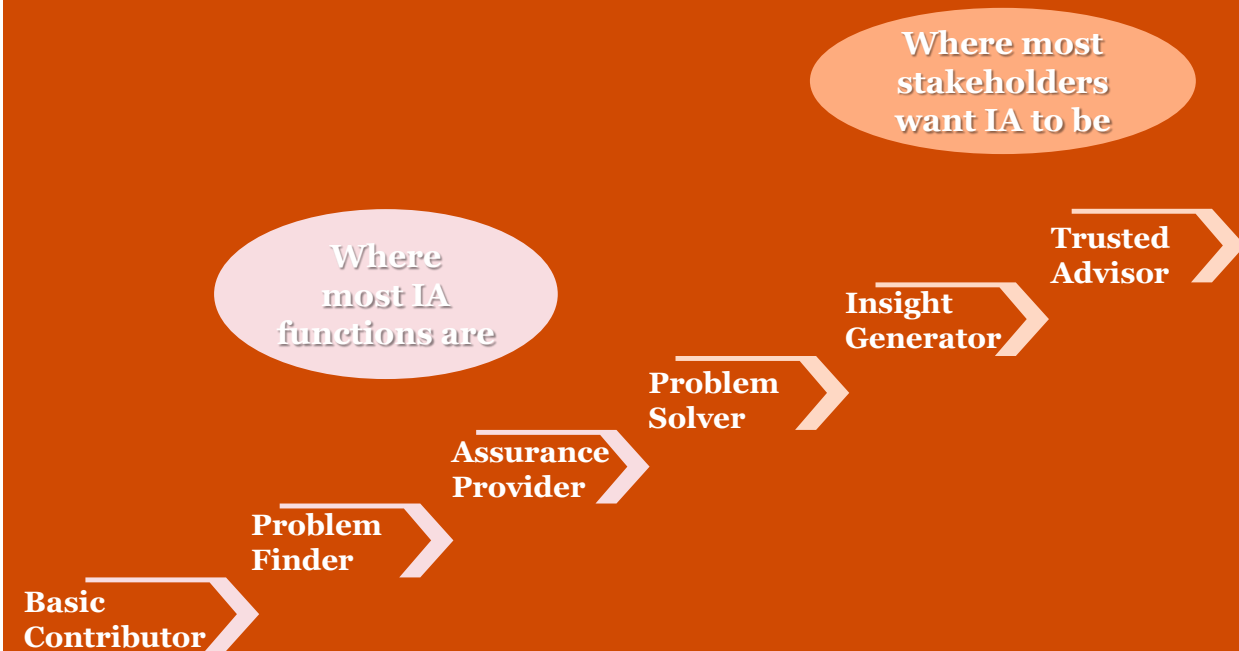 Where most
stakeholders
want IA to be
Where
most IA
functions are
Trusted
Advisor
Insight
Generator
Problem
Solver
Assurance
Provider
Problem
Finder
Basic
Contributor